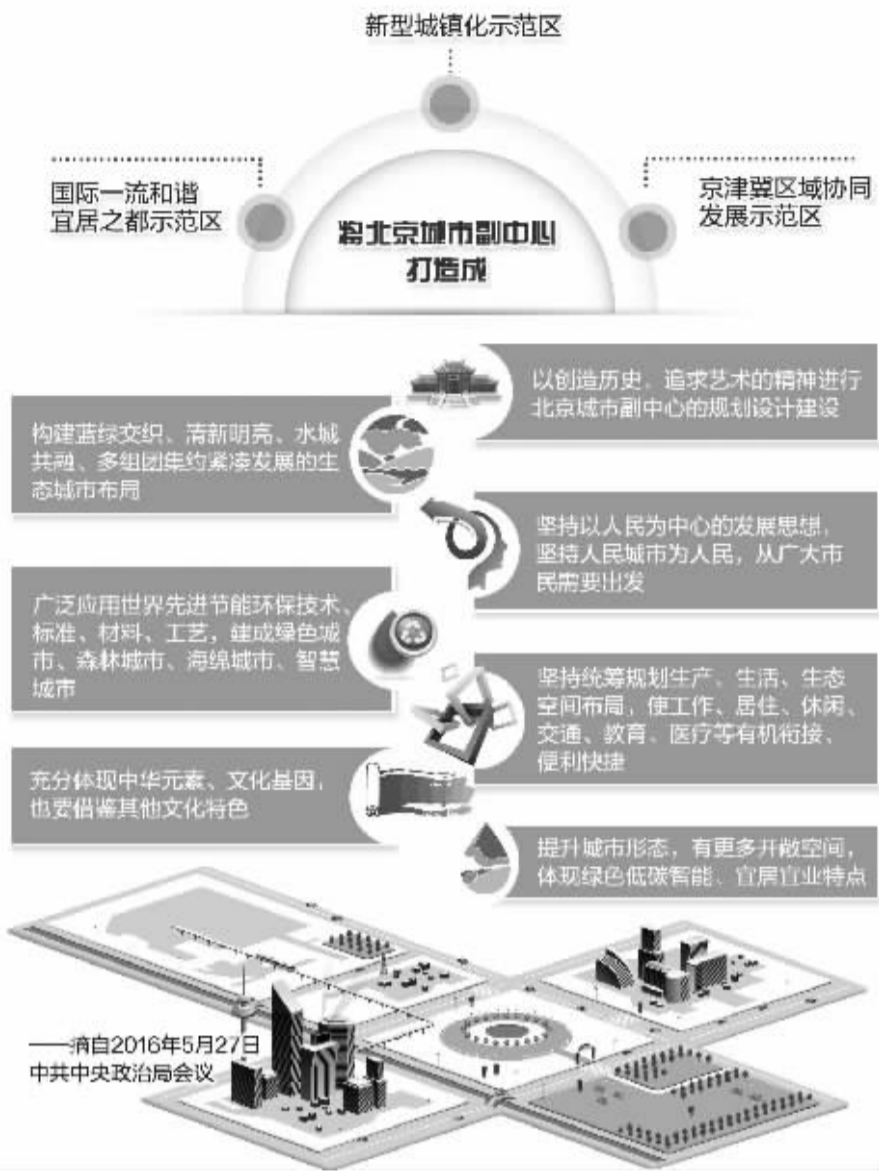 新型城镇化示范区
国际一流和谐
宜居之都示范区
京津冀区域协同
发展示范区
将北京城市副中心
打造成
以创造历史、追求艺术的精神进行
北京城市副中心的规划设计建设
构建蓝绿交织、清新明亮、水城
共融、多组团集约紧凑发展的生
态城市布局
坚持以人民为中心的发展思想，
坚持人民城市为人民，从广大市
民需要出发
广泛应用世界先进节能环保技术、
标准、材料、工艺，建成绿色城
市、森林城市、海绵城市、智慧
城市
坚持统筹规划生产、生活、生态
空间布局，使工作、居住、休闲、
交通、教育、医疗等有机衔接、
便利快捷
充分体现中华元素、文化基因，
也要借鉴其他文化特色
提升城市形态，有更多开敞空间，
体现绿色低碳智能、宜居宜业特点
——摘自2016年5月27日
中共中央政治局会议